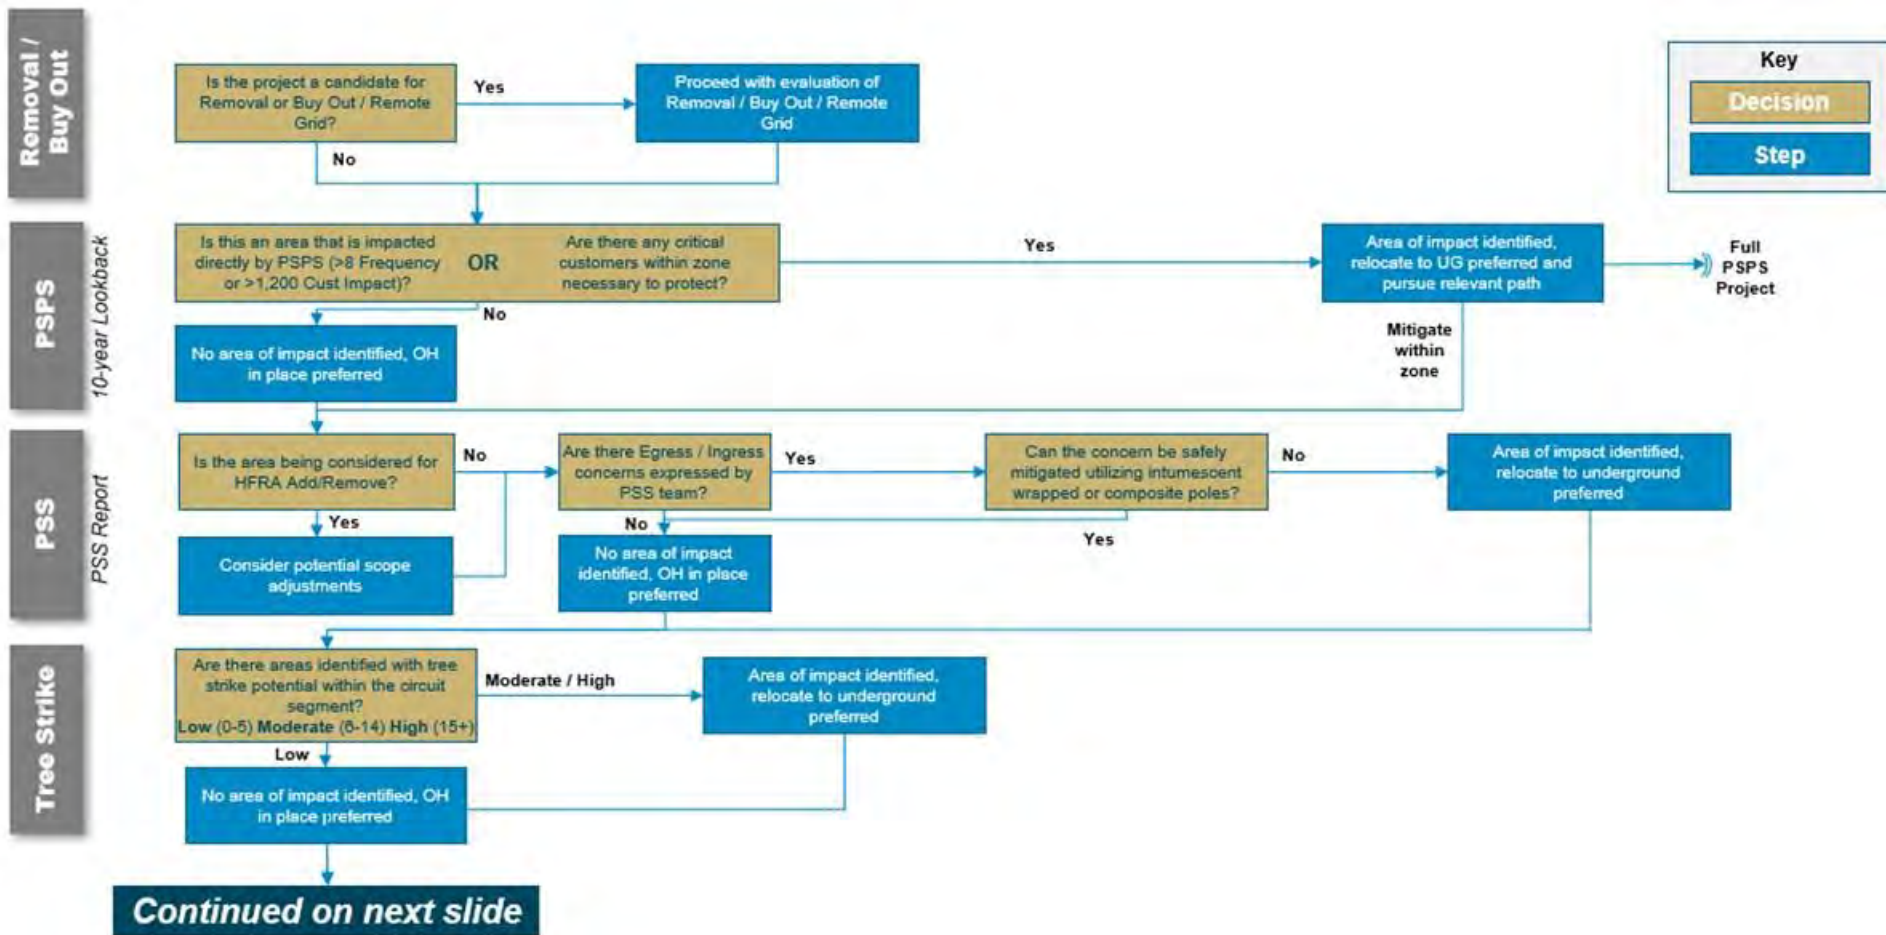 Removal /
Buy Out
Is the project a candidate for
Removal or Buy Out / Remote
Grid?
Yes
Proceed with evaluation of
Removal / Buy Out / Remote
Grid
No
Key
Decision
Step
PSPS
10-year Lookback
Is this an area that is impacted
directly by PSPS (>8 Frequency
or >1,200 Cust Impact)?
OR
Are there any critical
customers within zone
necessary to protect?
Yes
Area of impact identified,
relocate to UG preferred and
pursue relevant path
Full
PSPS
Project
No
No area of impact identified, OH
in place preferred
Mitigate
within
zone
PSS
PSS Report
Is the area being considered for
HFRA Add/Remove?
No
Are there Egress / Ingress
concerns expressed by
PSS team?
Yes
Can the concern be safely
mitigated utilizing intumescent
wrapped or composite poles?
No
Area of impact identified,
relocate to underground
preferred
Yes
Consider potential scope
adjustments
No
No area of impact
identified, OH in place
preferred
Yes
Tree Strike
Are there areas identified with tree
strike potential within the circuit
segment?
Low (0-5) Moderate (6-14) High (15+)
Moderate / High
Area of impact identified,
relocate to underground
preferred
Low
No area of impact identified, OH
in place preferred
Continued on next slide